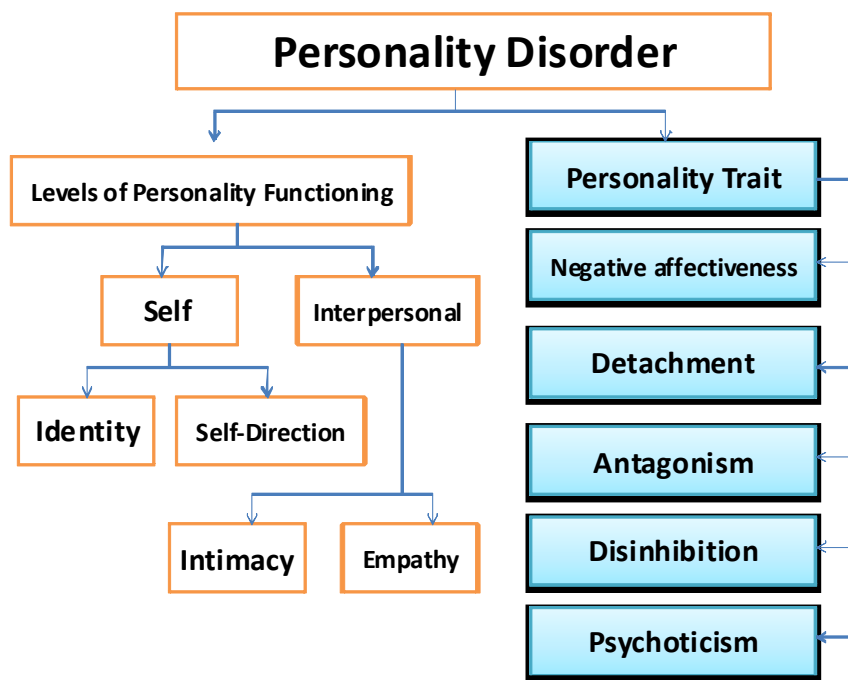 Personality Disorder
Levels of Personality Functioning
Self
Interpersonal
Identity
Self-Direction
Intimacy
Empathy
Personality Trait
Negative affectiveness
Detachment
Antagonism
Disinhibition
Psychoticism